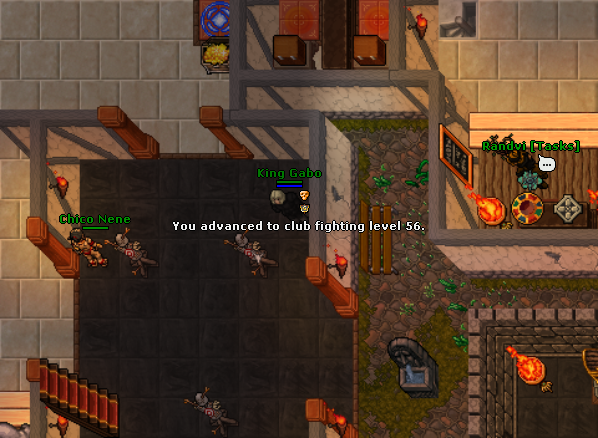 Randvi [Tasks]
King Gabo
Chico Nene
You advanced to club fighting level 56.